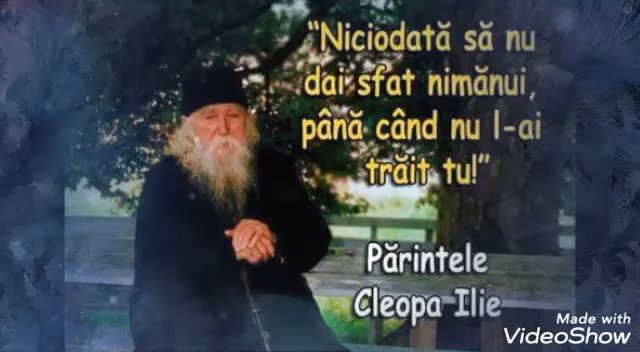 “Niciodată să nu
dai sfat nimănui,
până când nu l-ai
trăit tu!”
Părintele
Cleopa Ilie
Made with
VideoShow